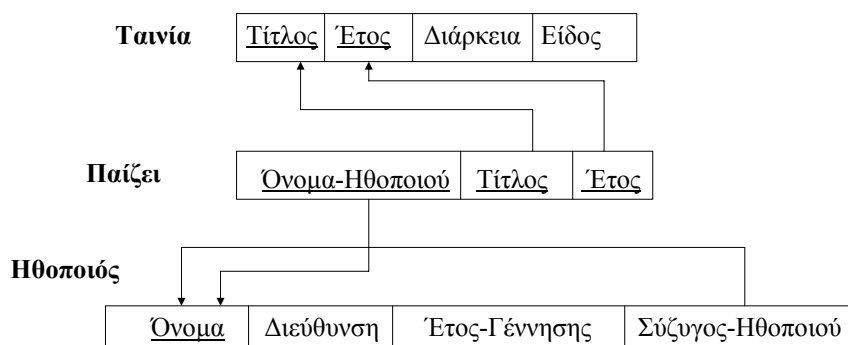 Ταινία Τίτλος Έτος Διάρκεια Είδος
Παίζει Όνομα-Ηθοποιού Τίτλος Έτος
Ηθοποιός
Όνομα Διεύθυνση Έτος-Γέννησης Σύζυγος-Ηθοποιού